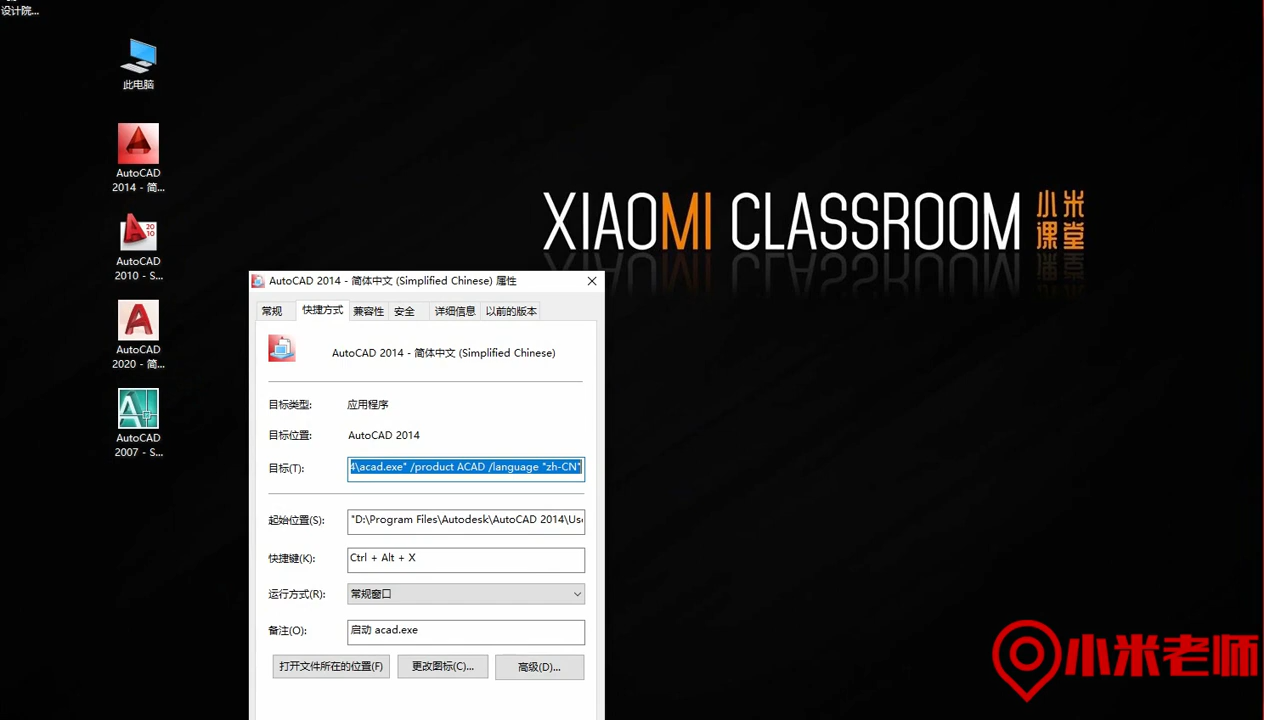 设计院...
此电脑
AutoCAD
2014 - 简...
AutoCAD
2010 - S...
AutoCAD
2020 - 简...
AutoCAD
2007 - S...
XIAOMI CLASSROOM 小米课堂
AutoCAD 2014 - 简体中文 (Simplified Chinese) 属性
常规 快捷方式 兼容性 安全 详细信息 以前的版本
AutoCAD 2014 - 简体中文 (Simplified Chinese)
目标类型: 应用程序
目标位置: AutoCAD 2014
目标(T): 4\acad.exe" /product ACAD /language "zh-CN"
起始位置(S): "D:\Program Files\Autodesk\AutoCAD 2014\Use
快捷键(K): Ctrl + Alt + X
运行方式(R): 常规窗口
备注(O): 启动 acad.exe
打开文件所在的位置(F) 更改图标(C)... 高级(D)...
小米老师